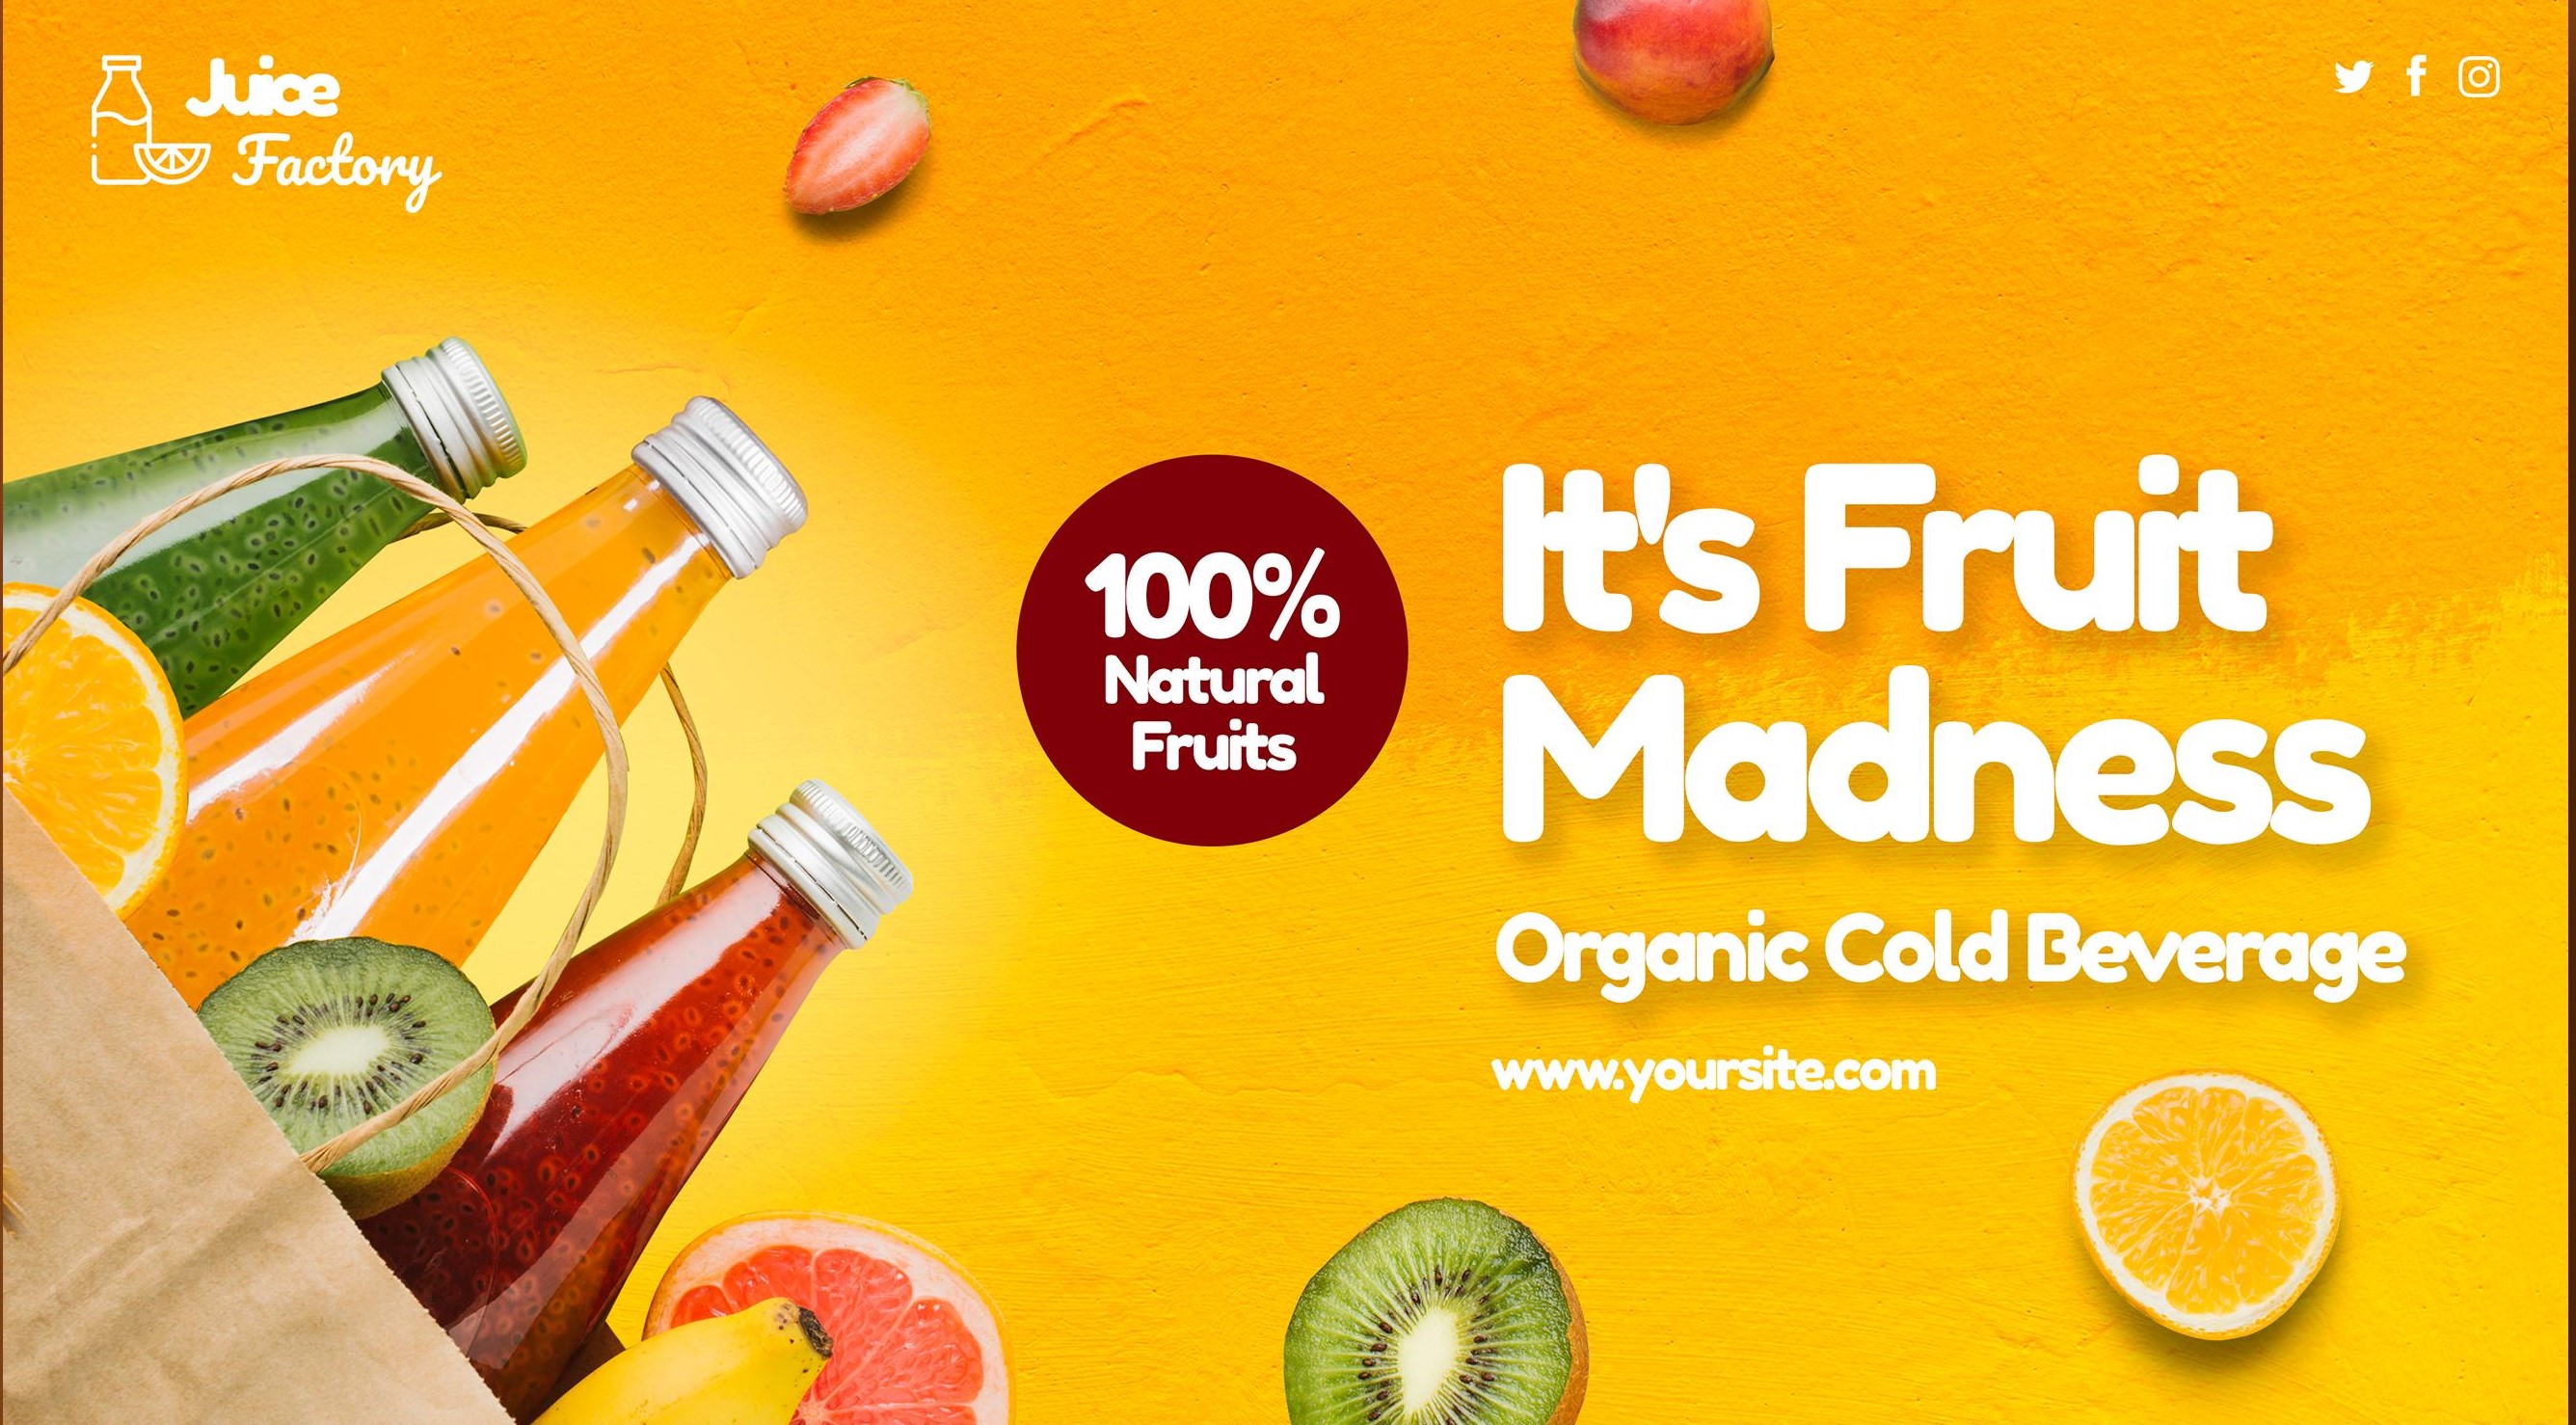 Juice
Factory
100%
Natural
Fruits
It's Fruit
Madness
Organic Cold Beverage
www.yoursite.com